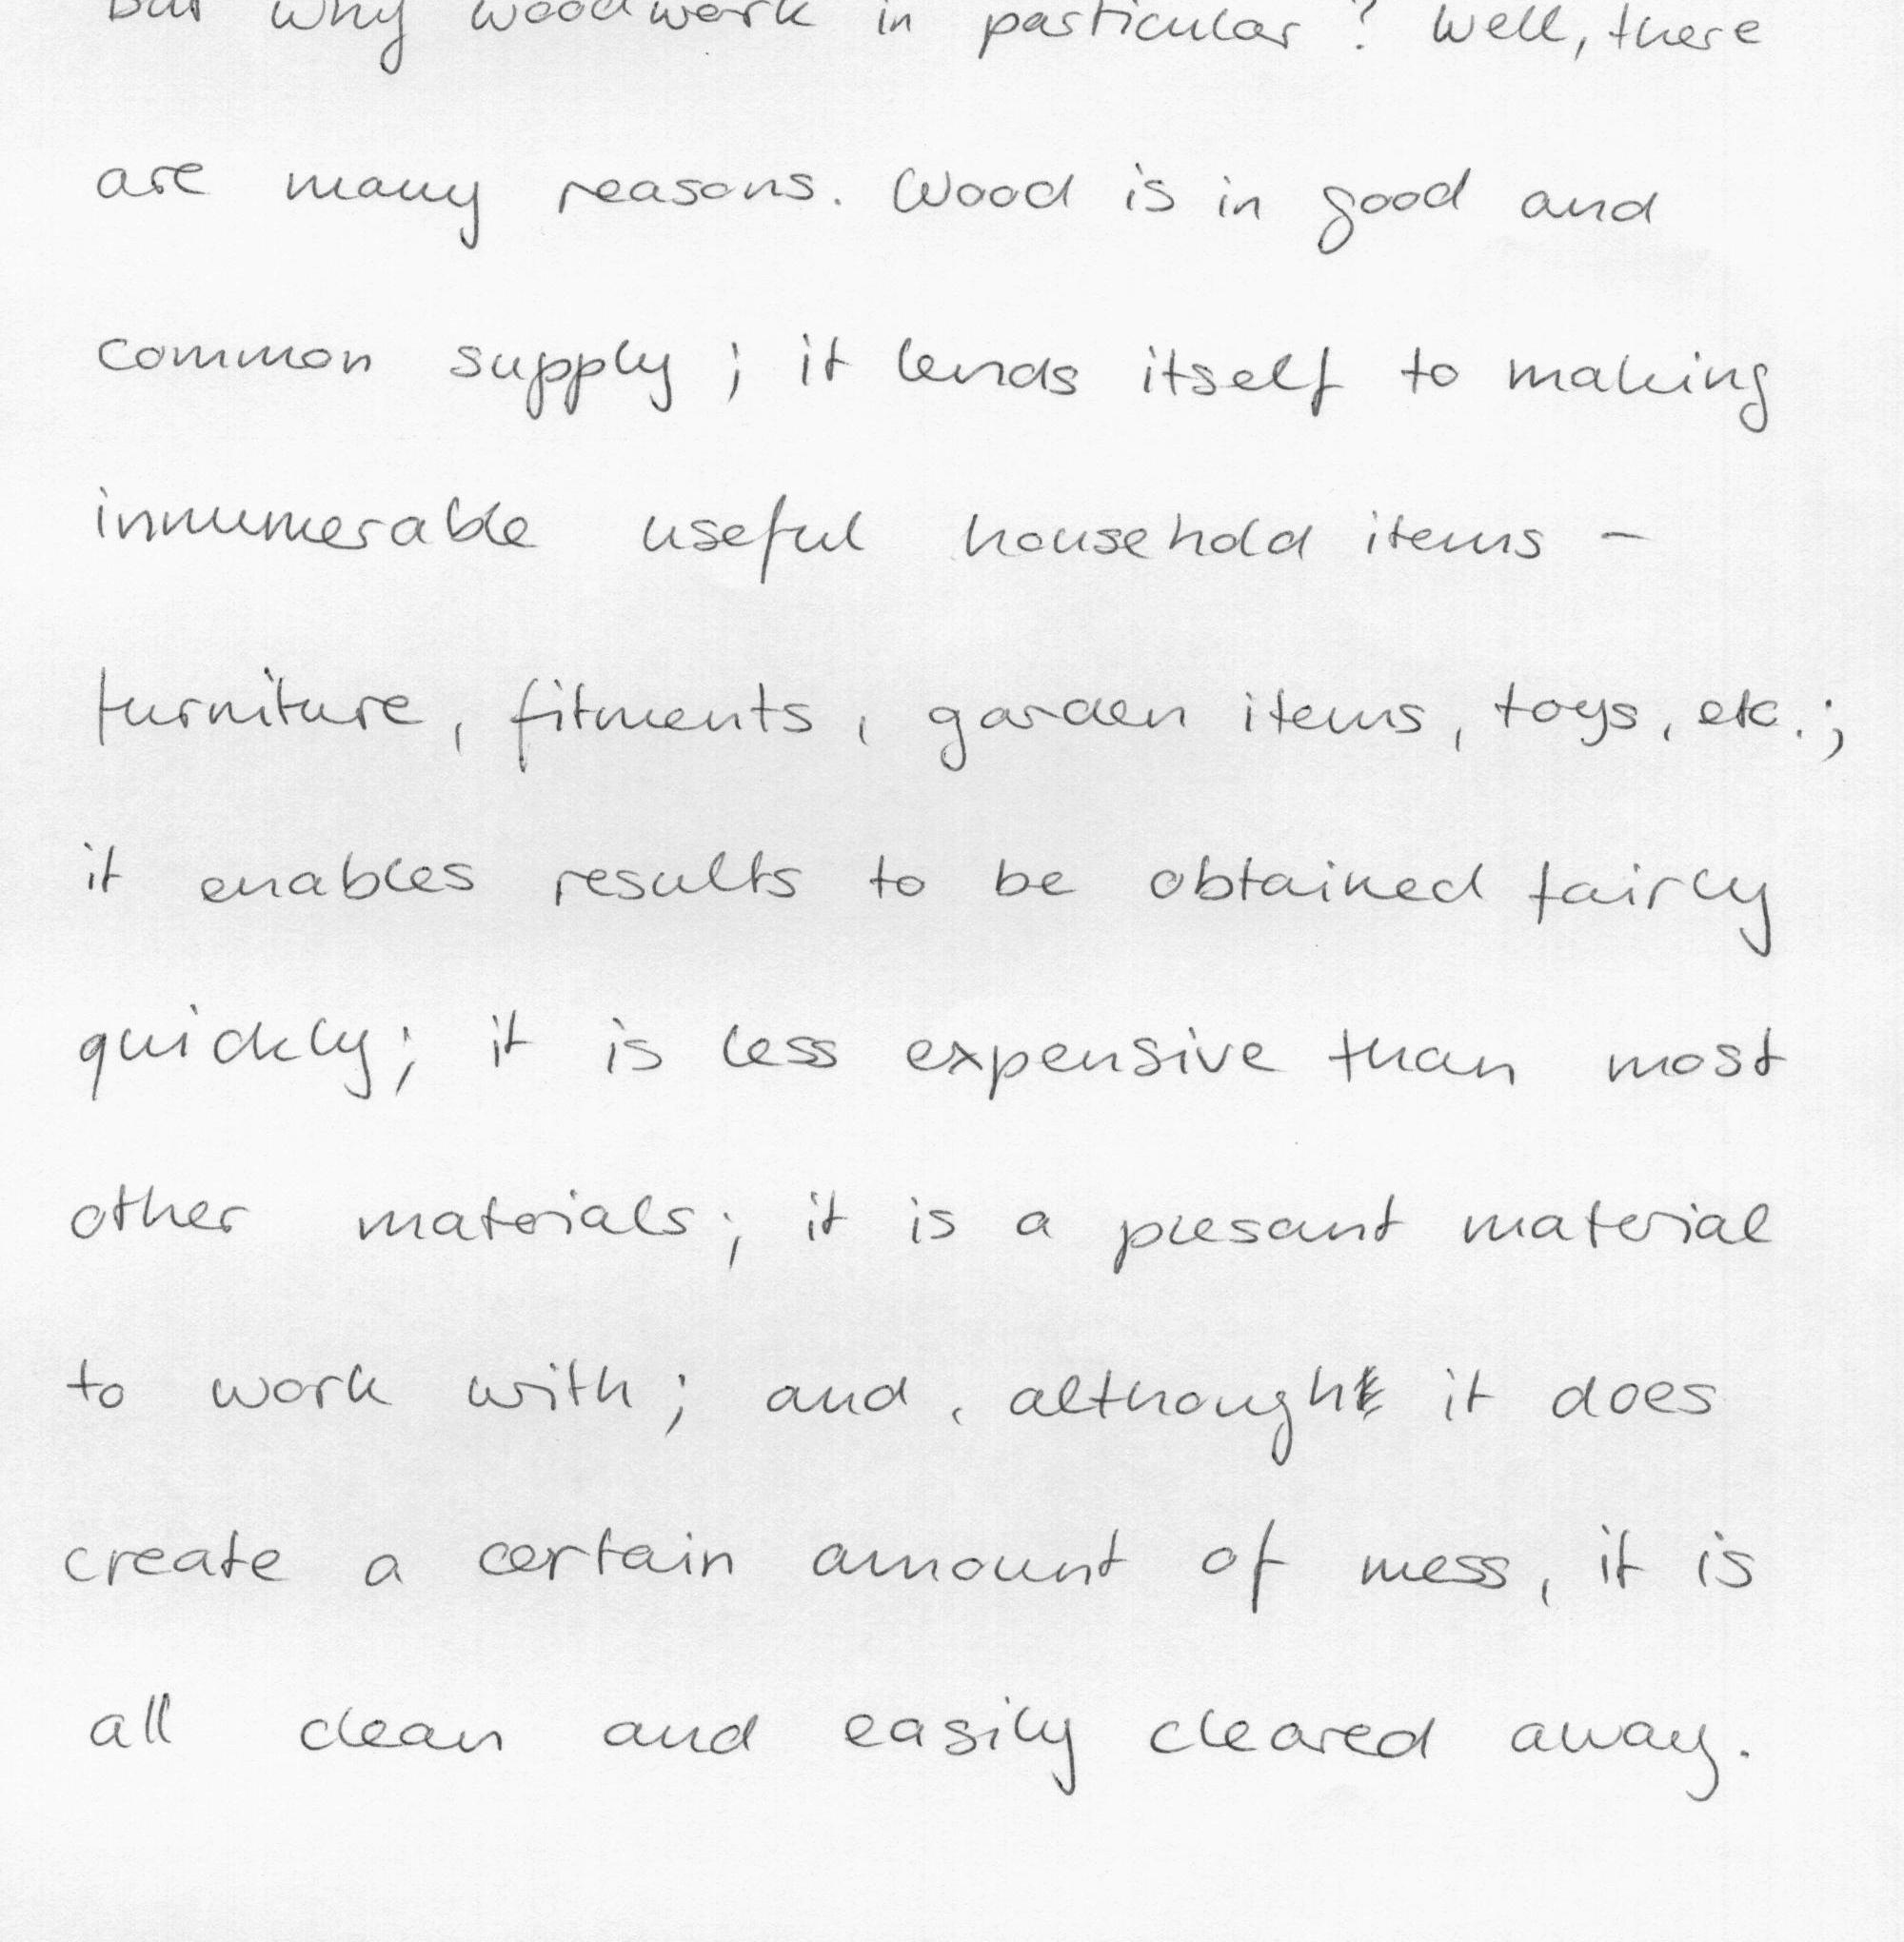 But why woodwork in particular? Well, there
are many reasons. Wood is in good and
common supply; it lends itself to making
innumerable useful household items -
furniture, fitments, garden items, toys, etc.;
it enables results to be obtained fairly
quickly; it is less expensive than most
other materials; it is a plesant material
to work with; and, although it does
create a certain amount of mess, it is
all clean and easily cleared away.